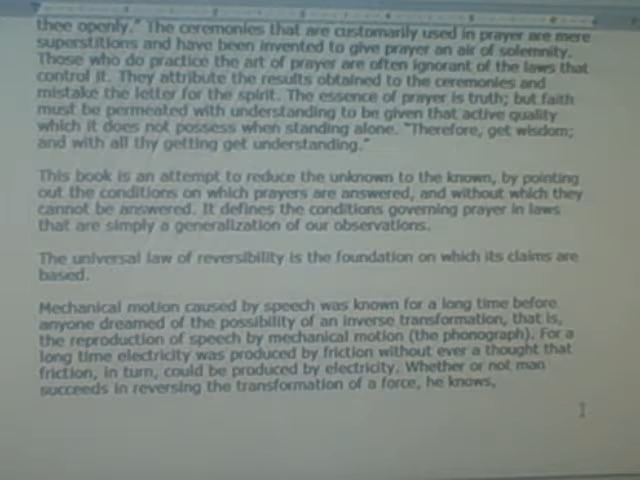 thee openly." The ceremonies that are customarily used in prayer are mere
superstitions and have been invented to give prayer an air of solemnity.
Those who do practice the art of prayer are often ignorant of the laws that
control it. They attribute the results obtained to the ceremonies and
mistake the letter for the spirit. The essence of prayer is truth; but faith
must be permeated with understanding to be given that active quality
which it does not possess when standing alone. "Therefore, get wisdom;
and with all thy getting get understanding."
This book is an attempt to reduce the unknown to the known, by pointing
out the conditions on which prayers are answered, and without which they
cannot be answered. It defines the conditions governing prayer in laws
that are simply a generalization of our observations.
The universal law of reversibility is the foundation on which its claims are
based.
Mechanical motion caused by speech was known for a long time before
anyone dreamed of the possibility of an inverse transformation, that is,
the reproduction of speech by mechanical motion (the phonograph). For a
long time electricity was produced by friction without ever a thought that
friction, in turn, could be produced by electricity. Whether or not man
succeeds in reversing the transformation of a force, he knows,
1